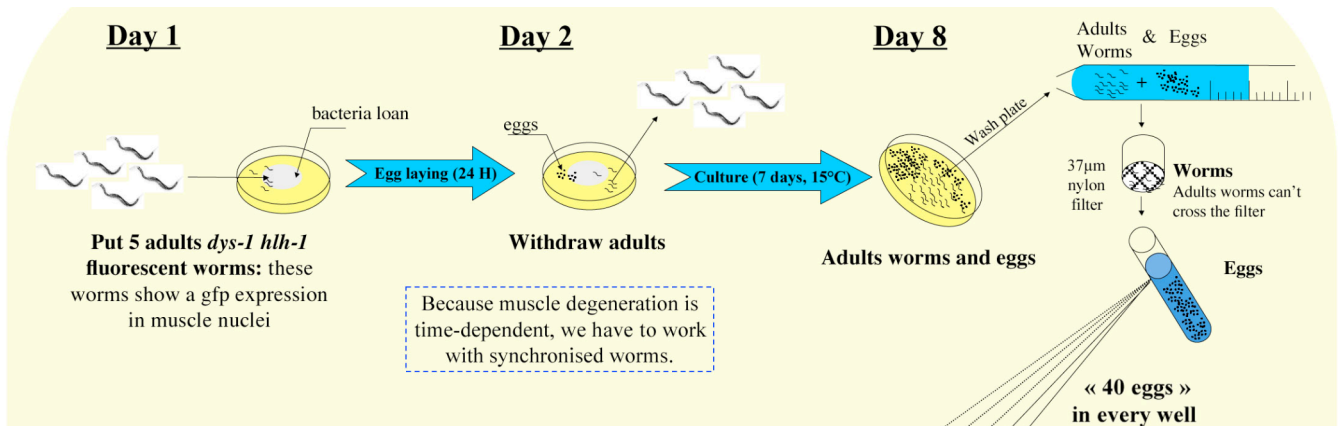 Day 1
Day 2
Day 8
Adults
Worms
& Eggs
bacteria loan
eggs
Wash plate
+
Egg laying (24 H)
Culture (7 days, 15°C)
37µm
nylon
filter
Worms
Adults worms can't
cross the filter
Put 5 adults dys-1 hlh-1
fluorescent worms: these
worms show a gfp expression
in muscle nuclei
Withdraw adults
Adults worms and eggs
Eggs
Because muscle degeneration is
time-dependent, we have to work
with synchronised worms.
« 40 eggs »
in every well